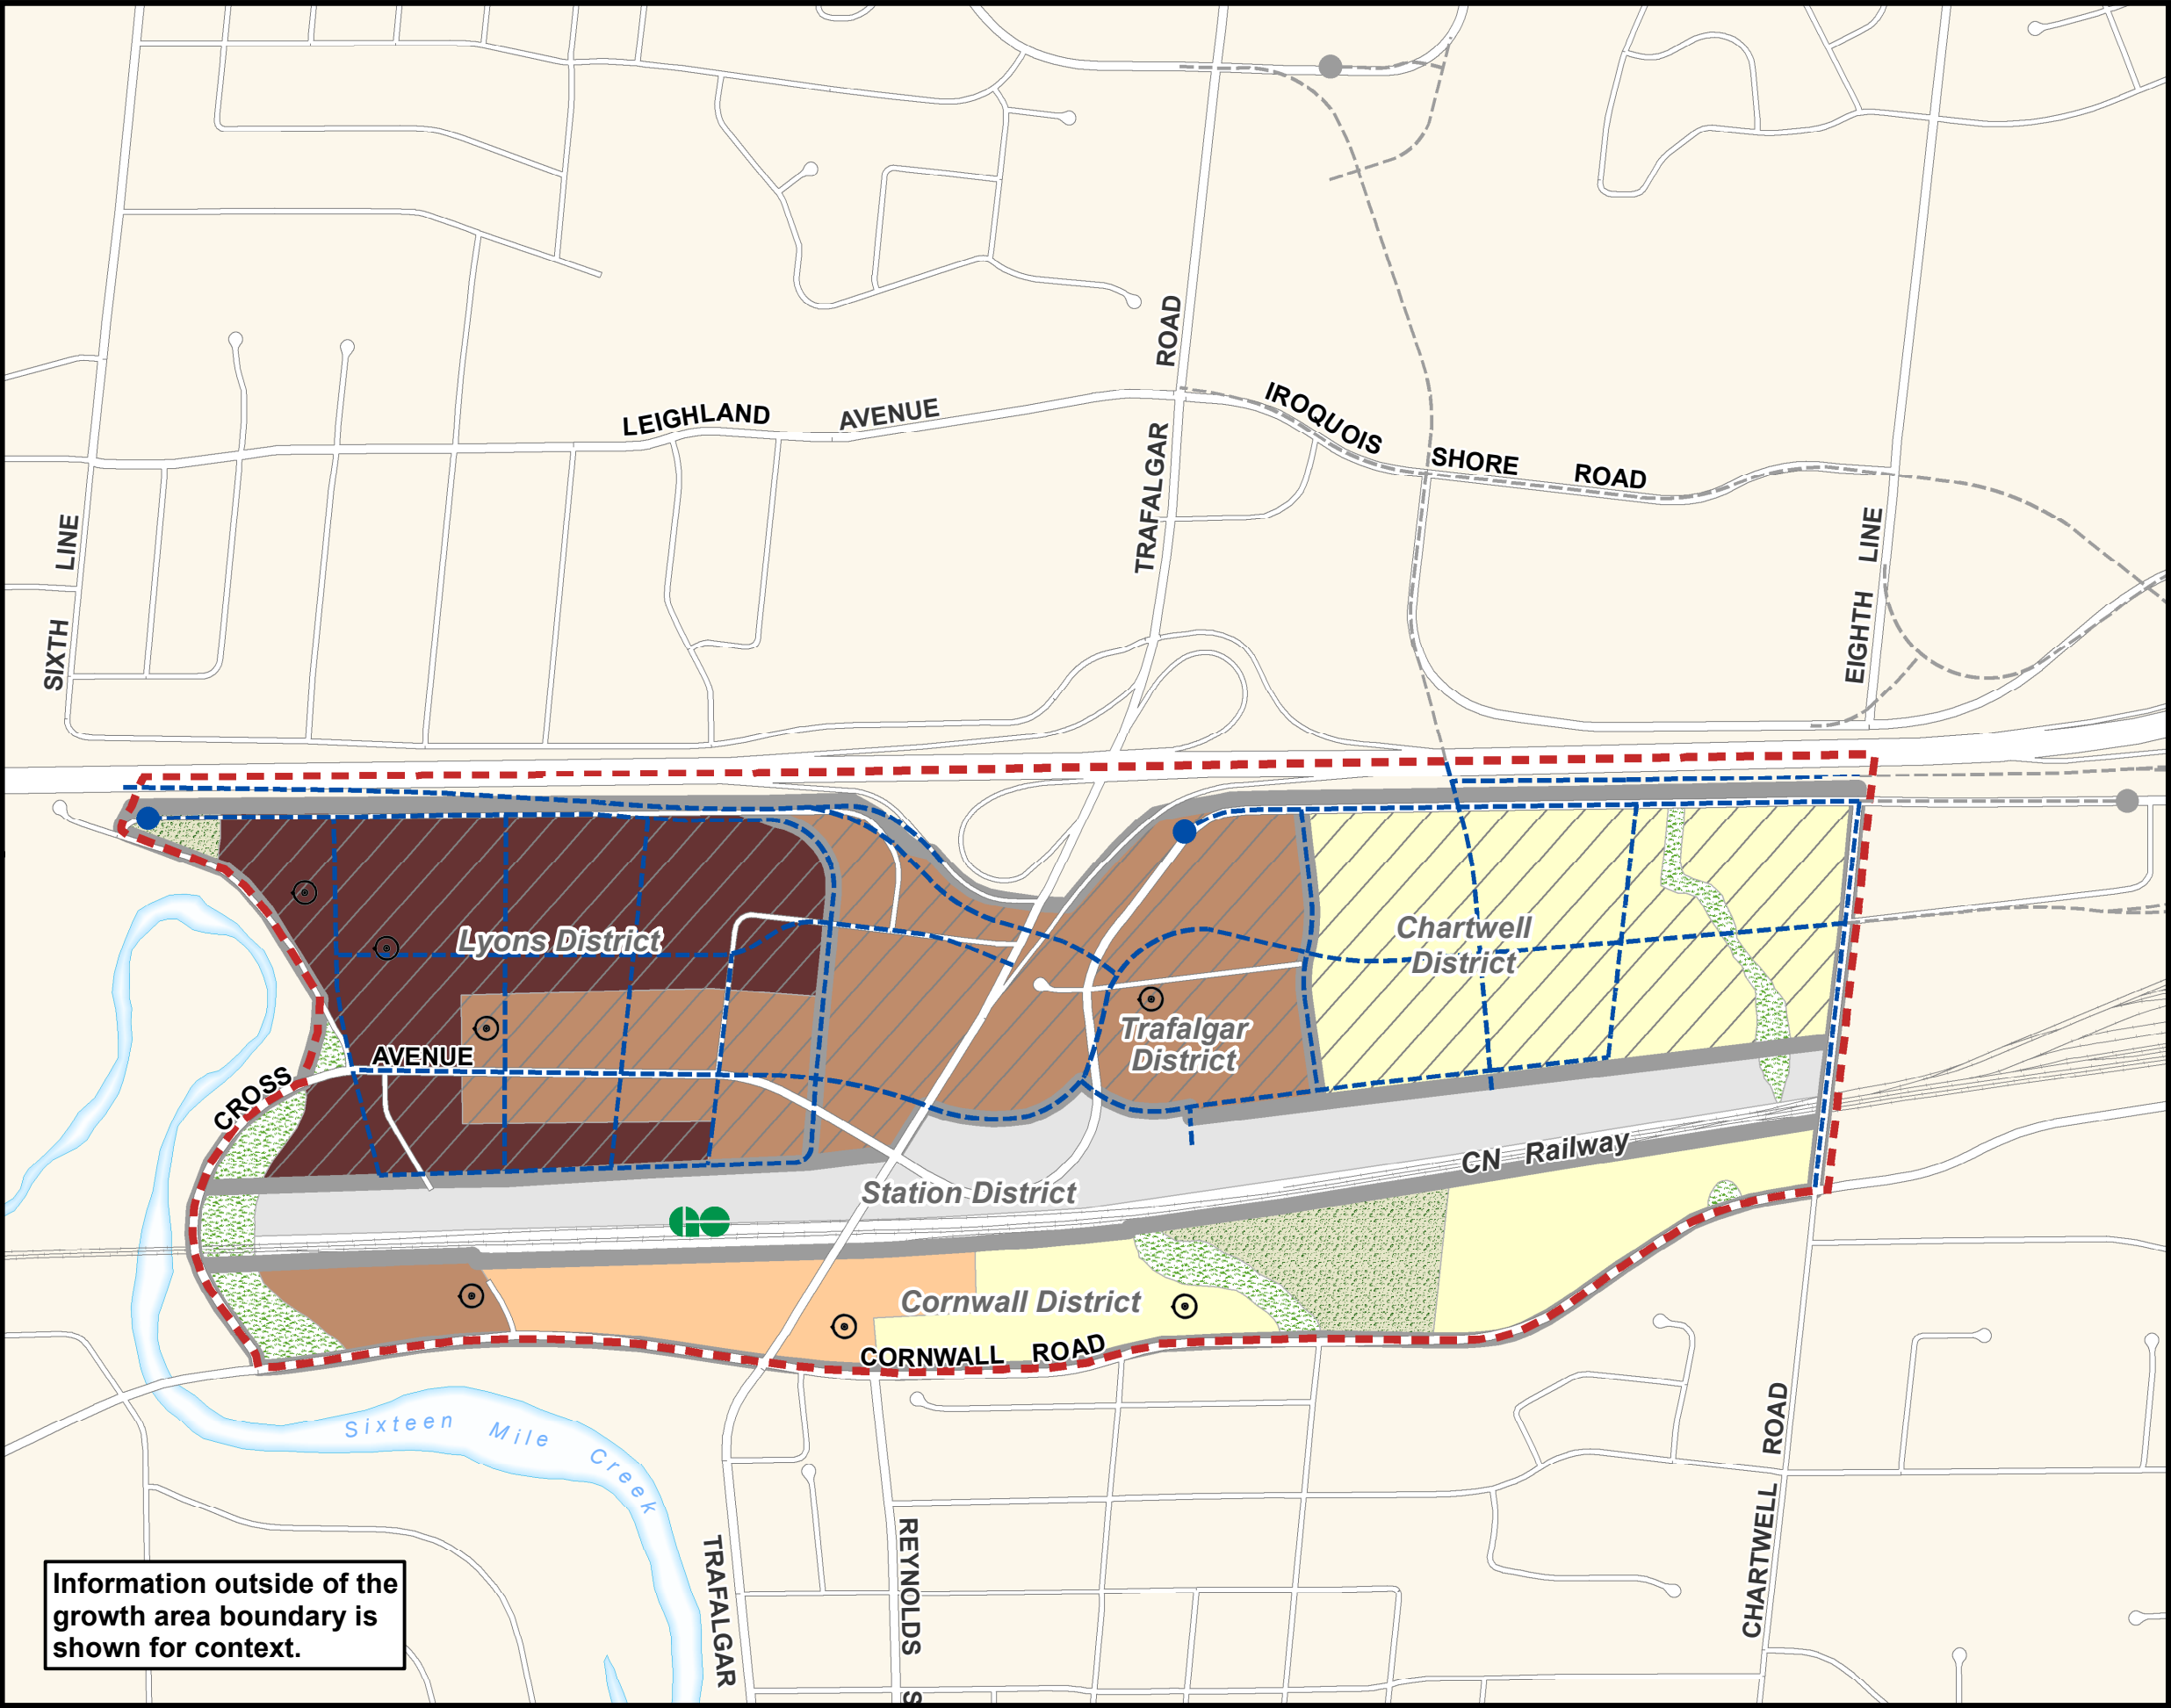 ROAD
TRAFALGAR
LEIGHLAND AVENUE
IROQUOIS SHORE ROAD
SIXTH LINE
EIGHTH LINE
Lyons District
Chartwell
District
Trafalgar
District
CROSS AVENUE
CN Railway
Station District
Cornwall District
CORNWALL ROAD
Sixteen Mile Creek
TRAFALGAR
REYNOLDS S
CHARTWELL ROAD
Information outside of the
growth area boundary is
shown for context.